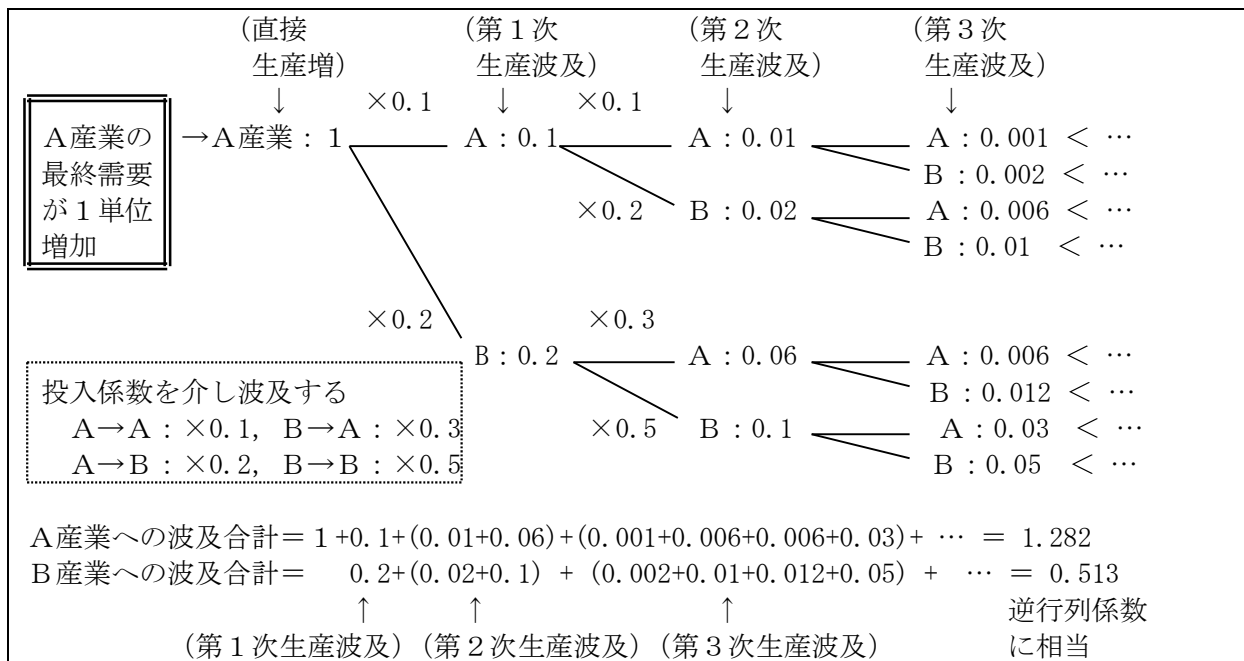 （直接 （第１次 （第２次 （第３次
生産増） 生産波及） 生産波及） 生産波及）
↓ ×0.1 ↓ ×0.1 ↓ ↓
Ａ産業の →Ａ産業：1 Ａ：0.1 Ａ：0.01 Ａ：0.001 ＜ …
最終需要 Ｂ：0.002 ＜ …
が１単位 ×0.2 Ｂ：0.02 Ａ：0.006 ＜ …
増加 Ｂ：0.01 ＜ …
×0.2 ×0.3
Ｂ：0.2 Ａ：0.06 Ａ：0.006 ＜ …
投入係数を介し波及する Ｂ：0.012 ＜ …
Ａ→Ａ：×0.1, Ｂ→Ａ：×0.3 ×0.5 Ｂ：0.1 Ａ：0.03 ＜ …
Ａ→Ｂ：×0.2, Ｂ→Ｂ：×0.5 Ｂ：0.05 ＜ …
Ａ産業への波及合計＝１+0.1+(0.01+0.06)+(0.001+0.006+0.006+0.03)+ … = 1.282
Ｂ産業への波及合計＝ 0.2+(0.02+0.1) + (0.002+0.01+0.012+0.05) + … = 0.513
↑ ↑ ↑ 逆行列係数
（第１次生産波及）（第２次生産波及）（第３次生産波及） に相当